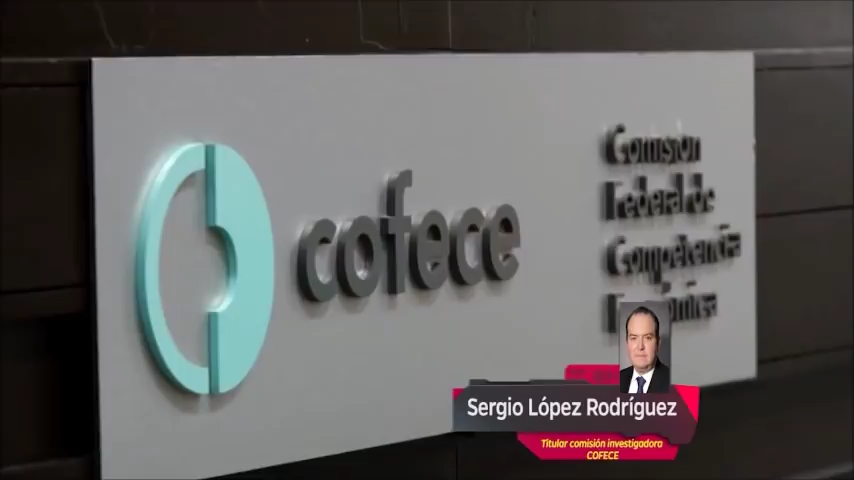 cofece
Comisión
Federal de
Competencia
Sergio López Rodríguez
Titular comisión investigadora
COFECE